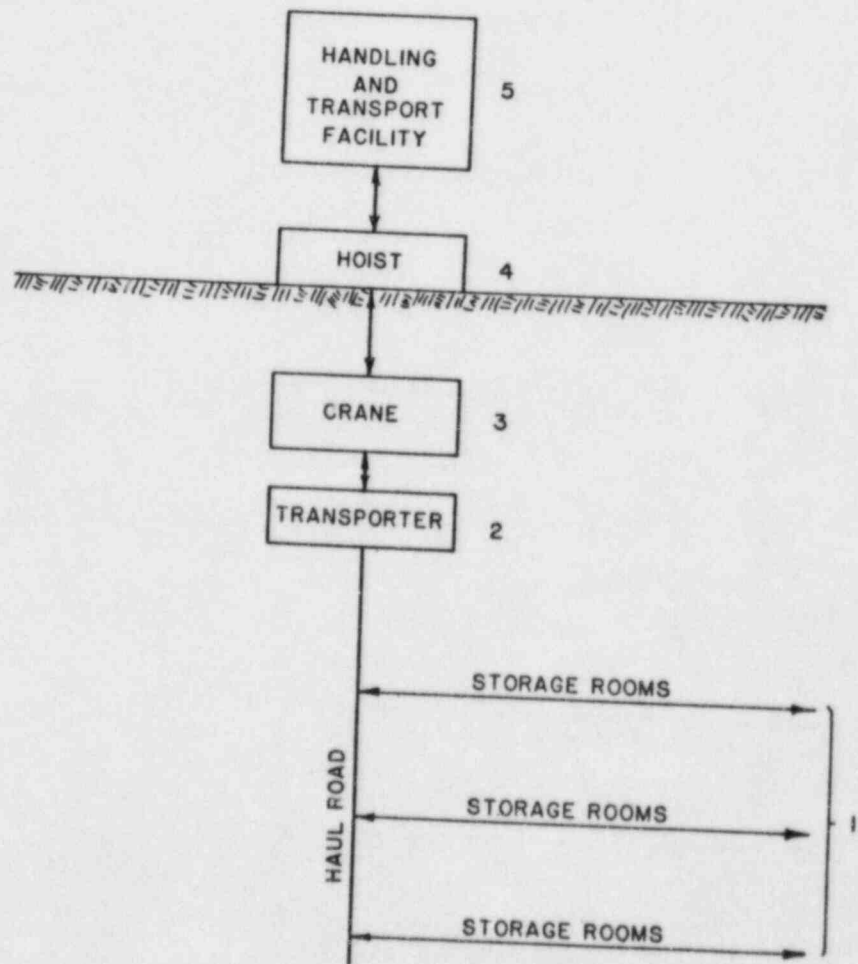 HANDLING
AND
TRANSPORT
FACILITY
5
HOIST
4
CRANE
3
TRANSPORTER
2
STORAGE ROOMS
HAUL ROAD
STORAGE ROOMS
1
STORAGE ROOMS